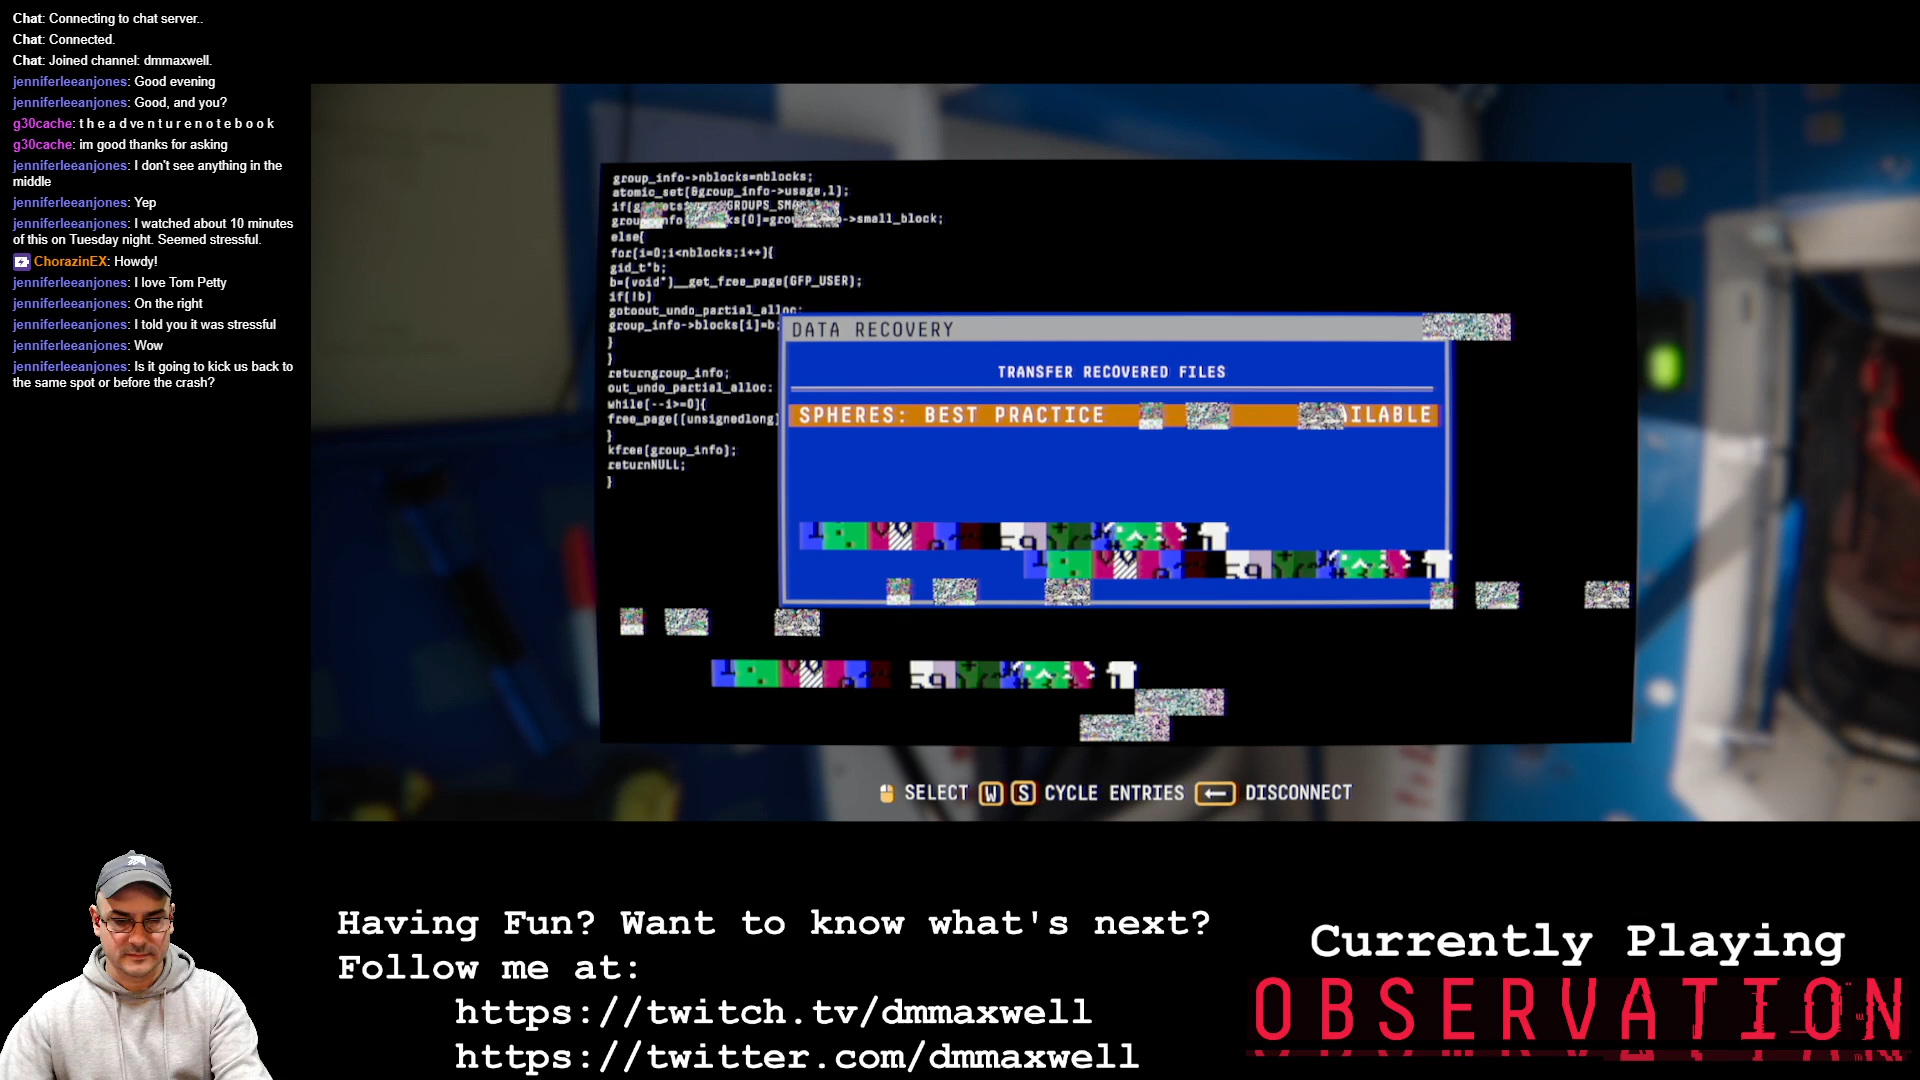 Chat: Connecting to chat server..
Chat: Connected.
Chat: Joined channel: dmmaxwell.
jenniferleeanjones: Good evening
jenniferleeanjones: Good, and you?
g30cache: t h e a d v e n t u r e n o t e b o o k
g30cache: im good thanks for asking
jenniferleeanjones: I don't see anything in the
middle
jenniferleeanjones: Yep
jenniferleeanjones: I watched about 10 minutes
of this on Tuesday night. Seemed stressful.
ChorazinEX: Howdy!
jenniferleeanjones: I love Tom Petty
jenniferleeanjones: On the right
jenniferleeanjones: I told you it was stressful
jenniferleeanjones: Wow
jenniferleeanjones: Is it going to kick us back to
the same spot or before the crash?
group_info->nblocks=nblocks;
atomic_set(&group_info->usage,1);
->small_block;
else{
for(i=0;i<nblocks;i++){
gid_t*b;
b=(void*)__get_free_page(GFP_USER);
if(!b)
gotoout_undo_partial_alloc;
group_info->blocks[i]=b;
}
}
returngroup_info;
out_undo_partial_alloc:
while(--i>=0){
free_page((unsignedlong)
}
kfree(group_info);
returnNULL;
}
DATA RECOVERY
TRANSFER RECOVERED FILES
SPHERES: BEST PRACTICE AILABLE
SELECT W S CYCLE ENTRIES ← DISCONNECT
Having Fun? Want to know what's next?
Follow me at:
https://twitch.tv/dmmaxwell
https://twitter.com/dmmaxwell
Currently Playing
OBSERVATION